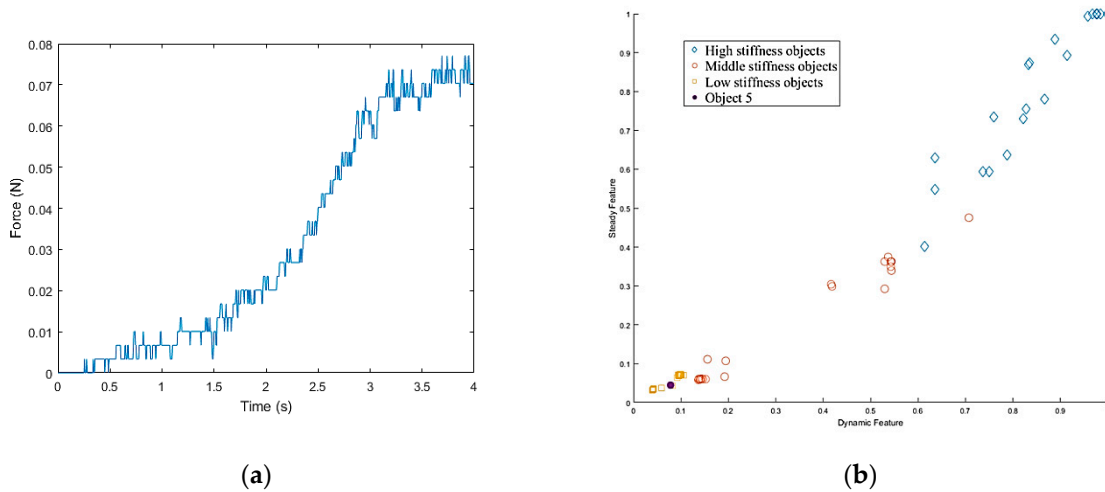 0.08
0.07
0.06
0.05
0.04
0.03
0.02
0.01
0
Force (N)
0 0.5 1 1.5 2 2.5 3 3.5 4
Time (s)
(a)
1
0.9
0.8
0.7
0.6
0.5
0.4
0.3
0.2
0.1
0
Steady Feature
High stiffness objects
Middle stiffness objects
Low stiffness objects
Object 5
0 0.1 0.2 0.3 0.4 0.5 0.6 0.7 0.8 0.9
Dynamic Feature
(b)